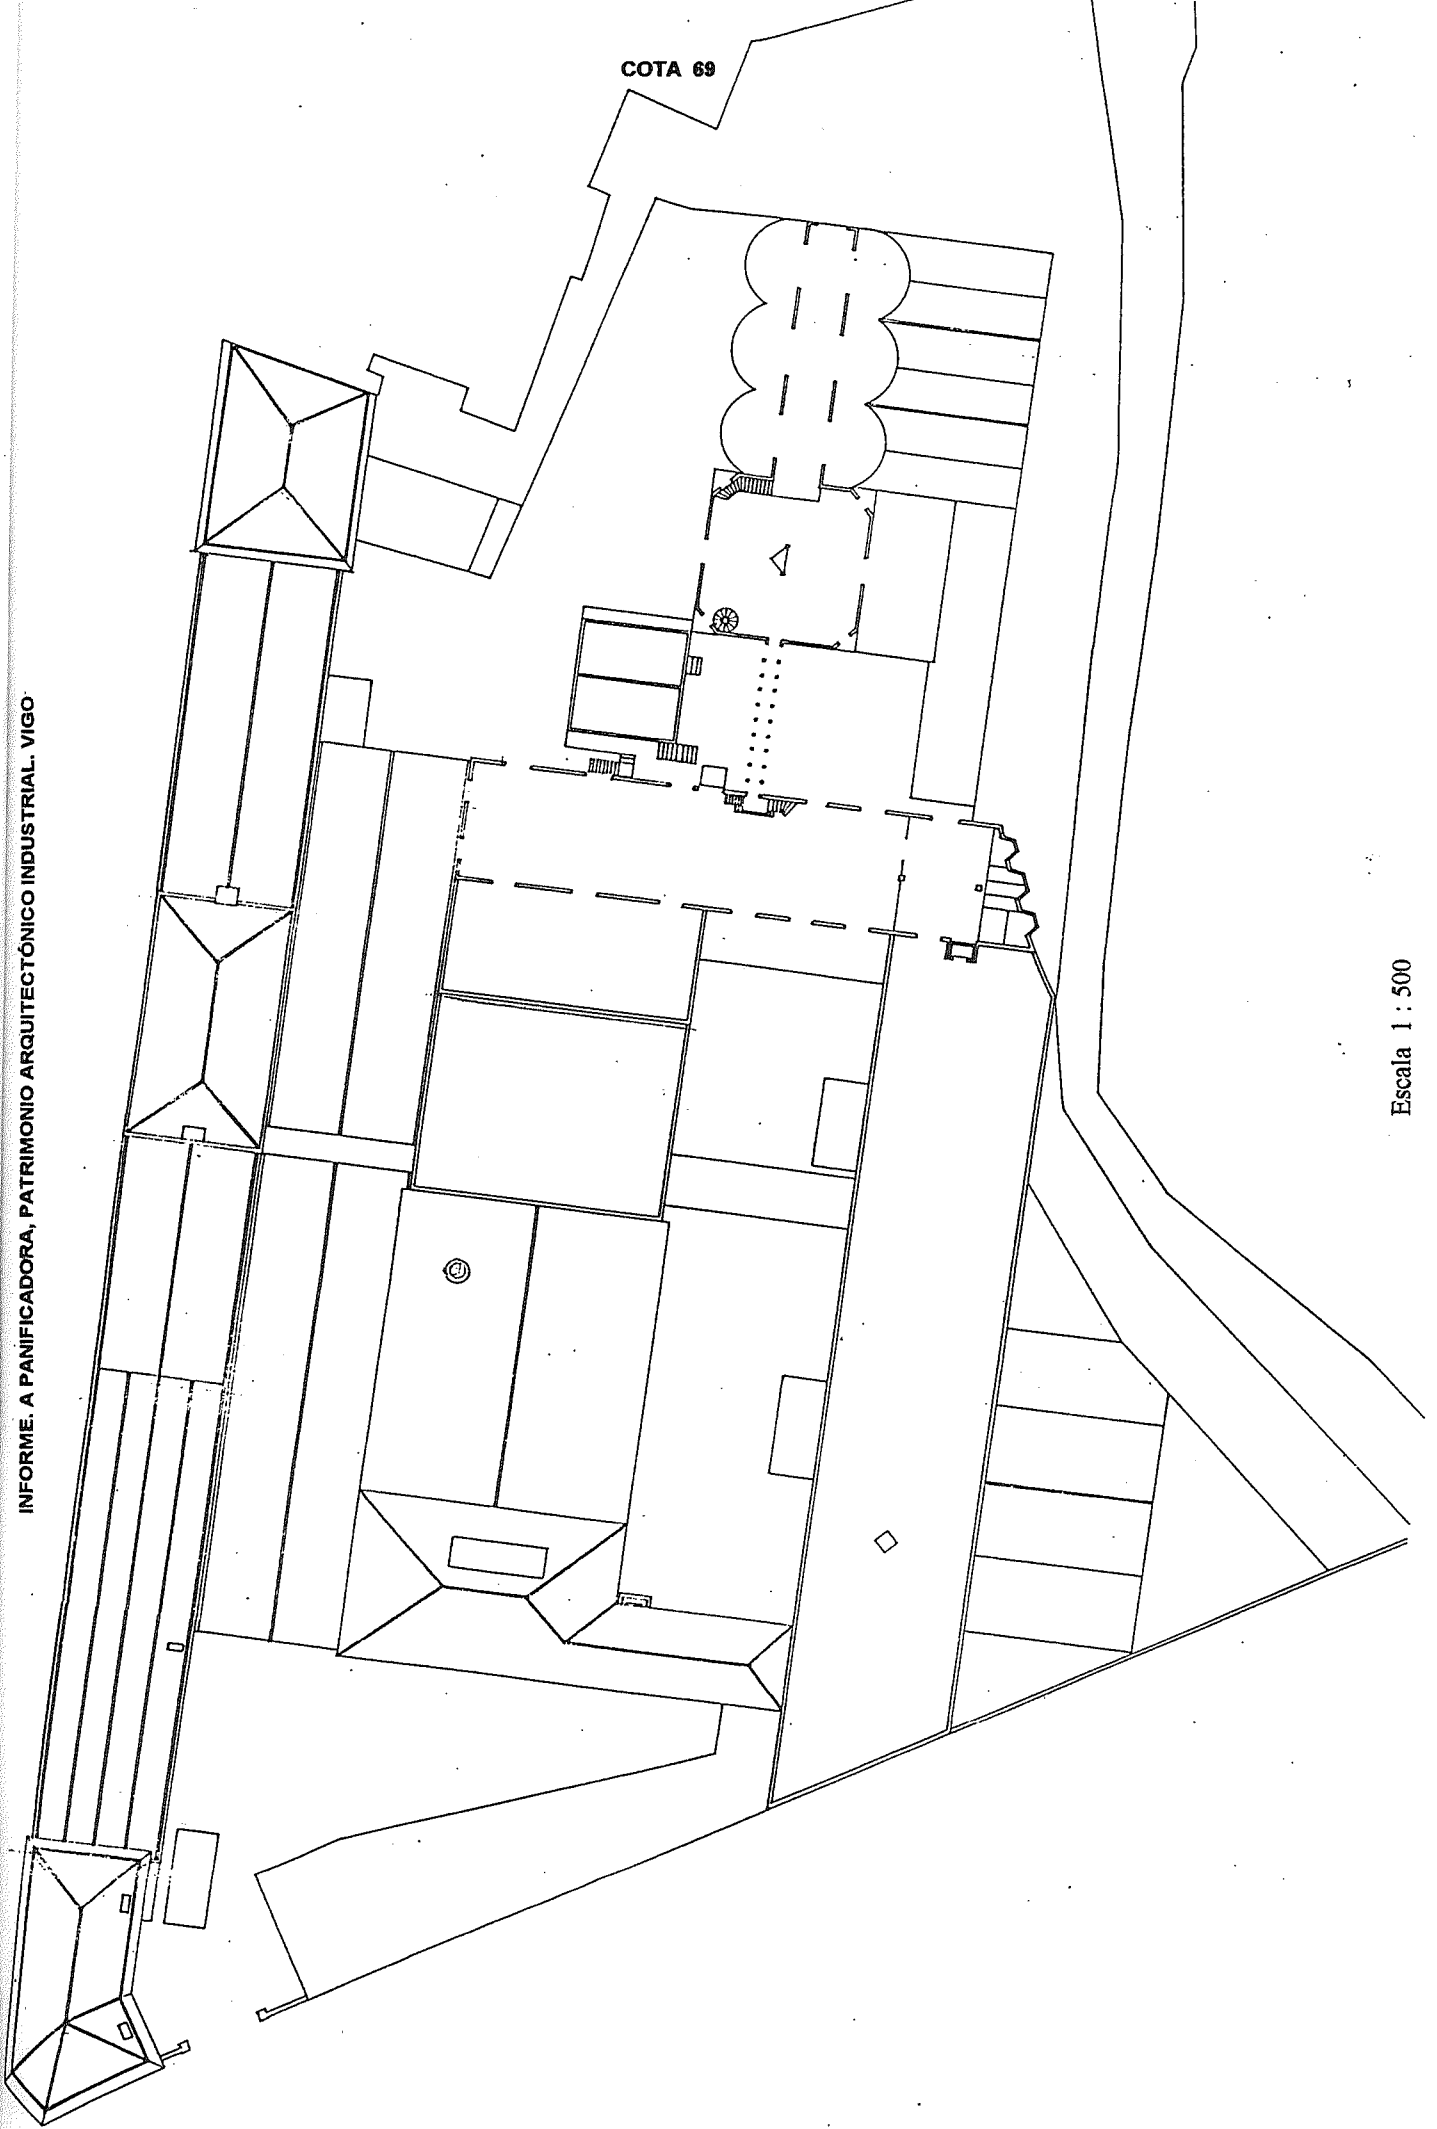 COTA 69
INFORME. A PANIFICADORA, PATRIMONIO ARQUITECTÓNICO INDUSTRIAL. VIGO
Escala 1 : 500